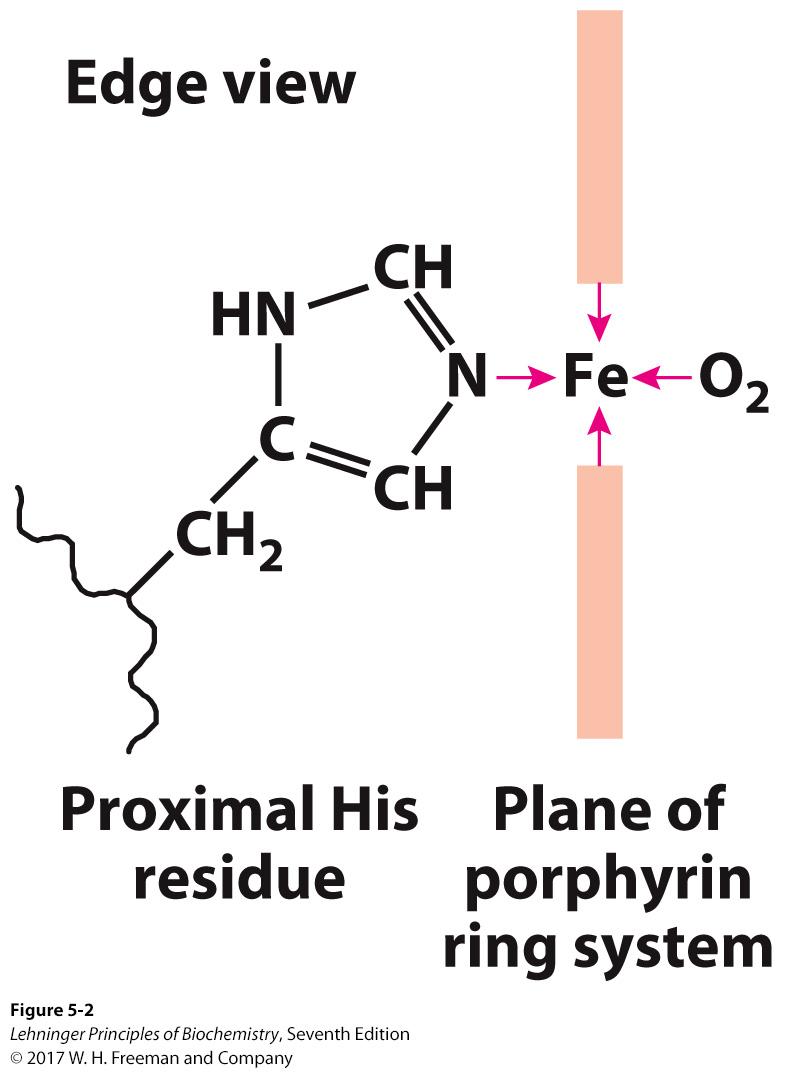 Edge view
CH
HN
N
Fe
O2
C
CH
CH2
Proximal His
residue
Plane of
porphyrin
ring system
Figure 5-2
Lehninger Principles of Biochemistry, Seventh Edition
© 2017 W. H. Freeman and Company